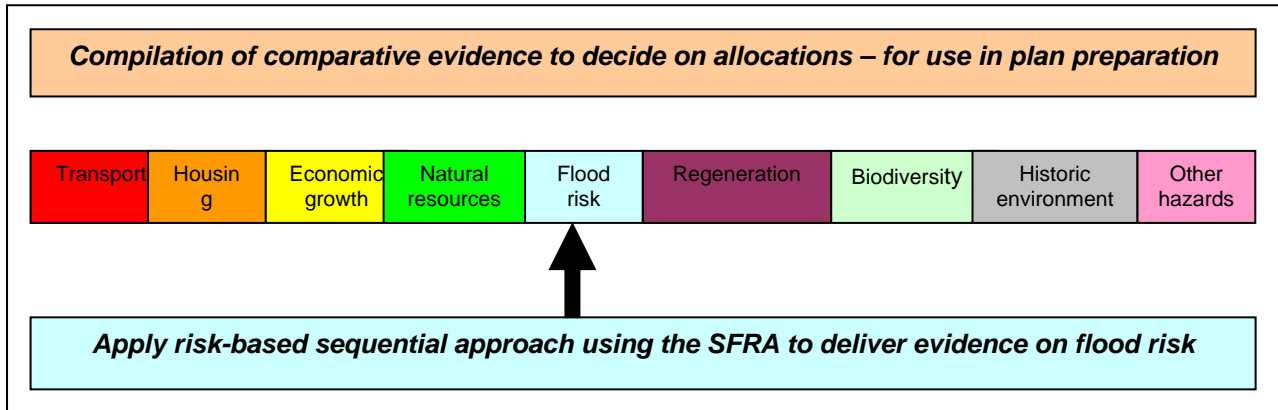 Compilation of comparative evidence to decide on allocations – for use in plan preparation
Transport
Housin
g
Economic
growth
Natural
resources
Flood
risk
Regeneration
Biodiversity
Historic
environment
Other
hazards
Apply risk-based sequential approach using the SFRA to deliver evidence on flood risk